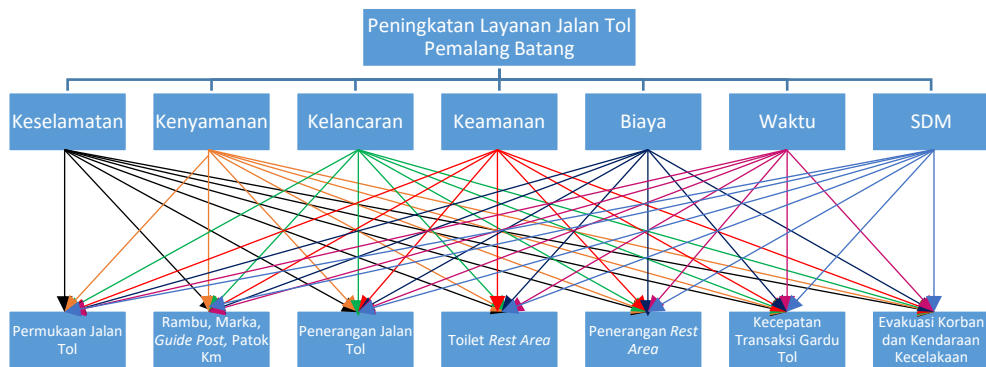 Peningkatan Layanan Jalan Tol
Pemalang Batang
Keselamatan
Kenyamanan
Kelancaran
Keamanan
Biaya
Waktu
SDM
Permukaan Jalan
Tol
Rambu, Marka,
Guide Post, Patok
Km
Penerangan Jalan
Tol
Toilet Rest Area
Penerangan Rest
Area
Kecepatan
Transaksi Gardu
Tol
Evakuasi Korban
dan Kendaraan
Kecelakaan